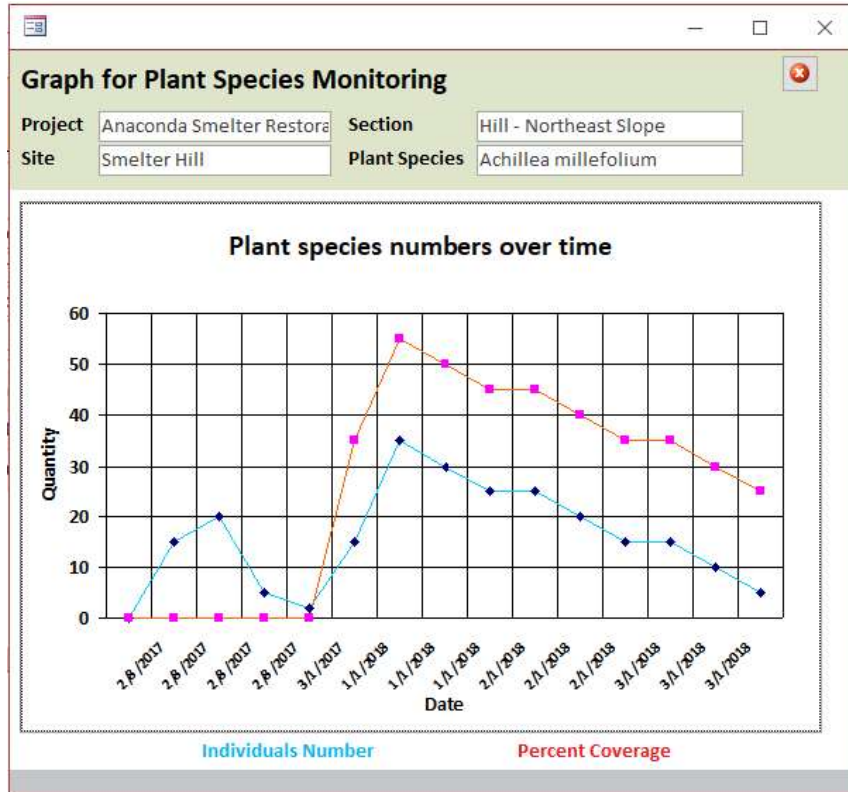 Graph for Plant Species Monitoring
Project Anaconda Smelter Restora Section Hill - Northeast Slope
Site Smelter Hill Plant Species Achillea millefolium
Plant species numbers over time
60
50
40
30
20
10
0
Quantity
2/8/2017 2/8/2017 2/8/2017 2/8/2017 3/1/2017 1/1/2018 1/1/2018 1/1/2018 2/1/2018 2/1/2018 2/1/2018 3/1/2018 3/1/2018 3/1/2018
Date
Individuals Number Percent Coverage